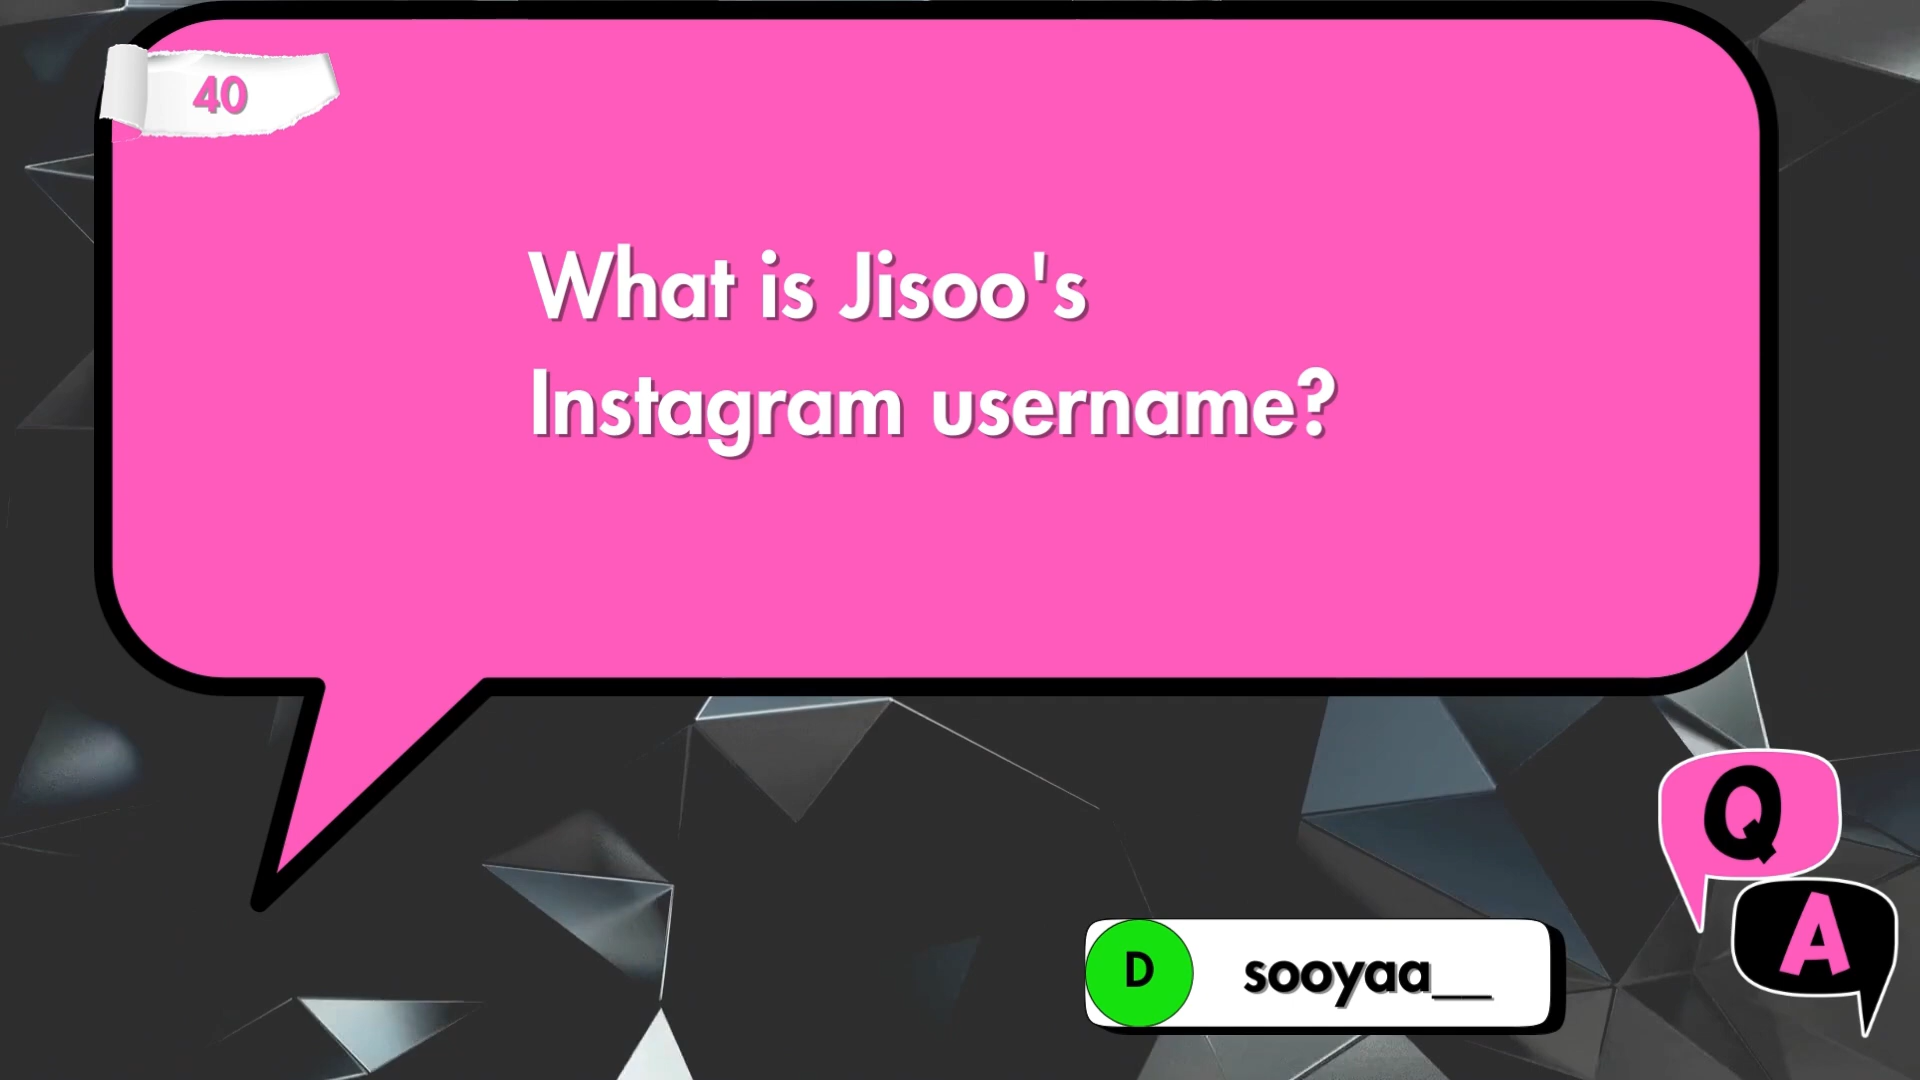 40
What is Jisoo's
Instagram username?
Q
A
D
sooyaa__